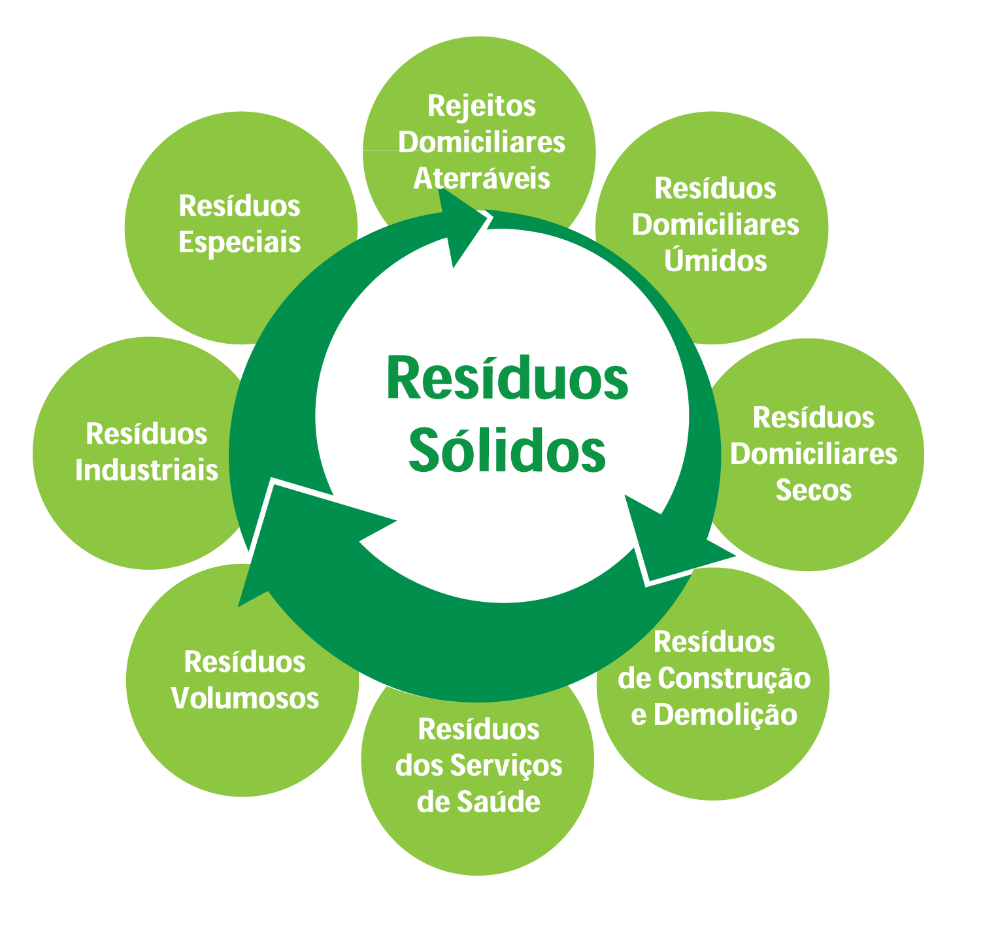 Rejeitos
Domiciliares
Aterráveis
Resíduos
Domiciliares
Úmidos
Resíduos
Domiciliares
Secos
Resíduos
de Construção
e Demolição
Resíduos
dos Serviços
de Saúde
Resíduos
Volumosos
Resíduos
Industriais
Resíduos
Especiais
Resíduos
Sólidos